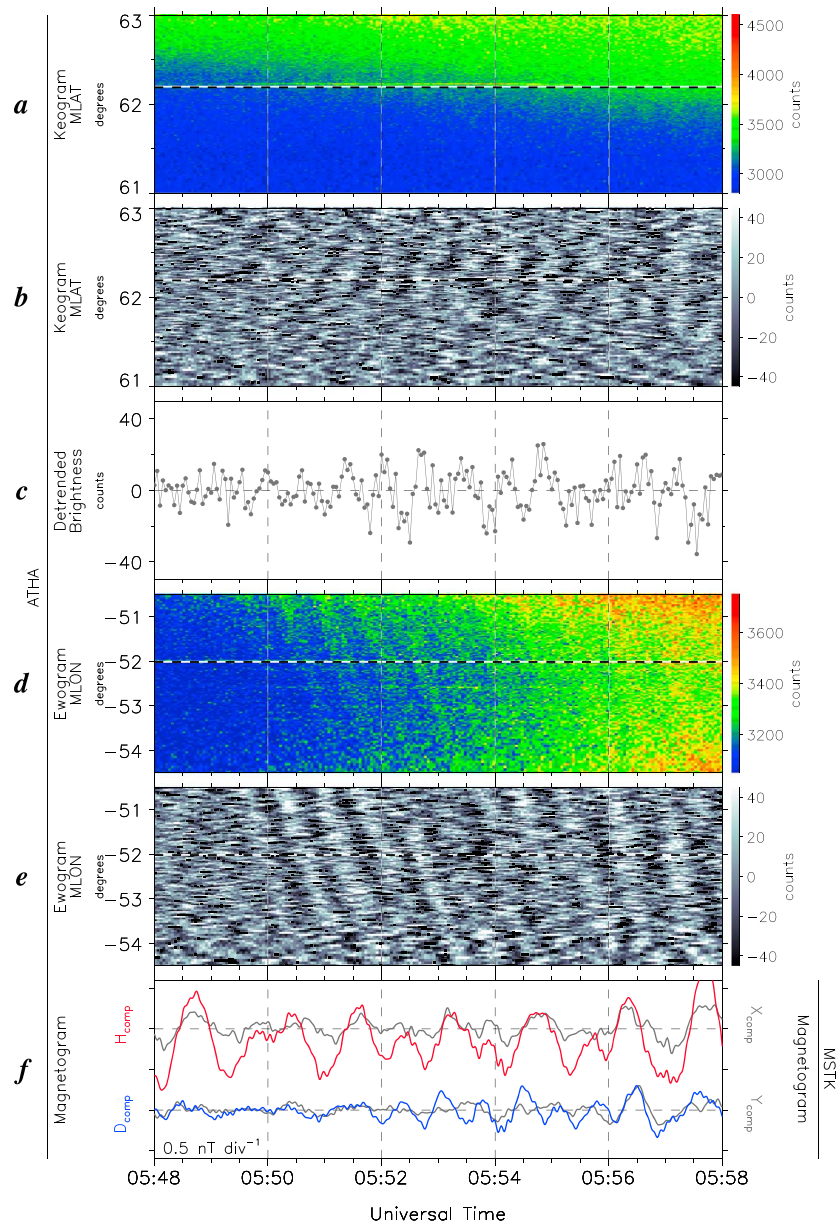 a
Keogram
MLAT
degrees
63
62
61
4500
4000
3500
3000
counts
b
Keogram
MLAT
degrees
63
62
61
40
20
0
−20
−40
counts
c
Detrended
Brightness
counts
40
0
−40
ATHA
d
Ewogram
MLON
degrees
−51
−52
−53
−54
3600
3400
3200
counts
e
Ewogram
MLON
degrees
−51
−52
−53
−54
40
20
0
−20
−40
counts
f
Magnetogram
Hcomp
Dcomp
Xcomp
Ycomp
Magnetogram
MSTK
0.5 nT div⁻¹
05:48 05:50 05:52 05:54 05:56 05:58
Universal Time